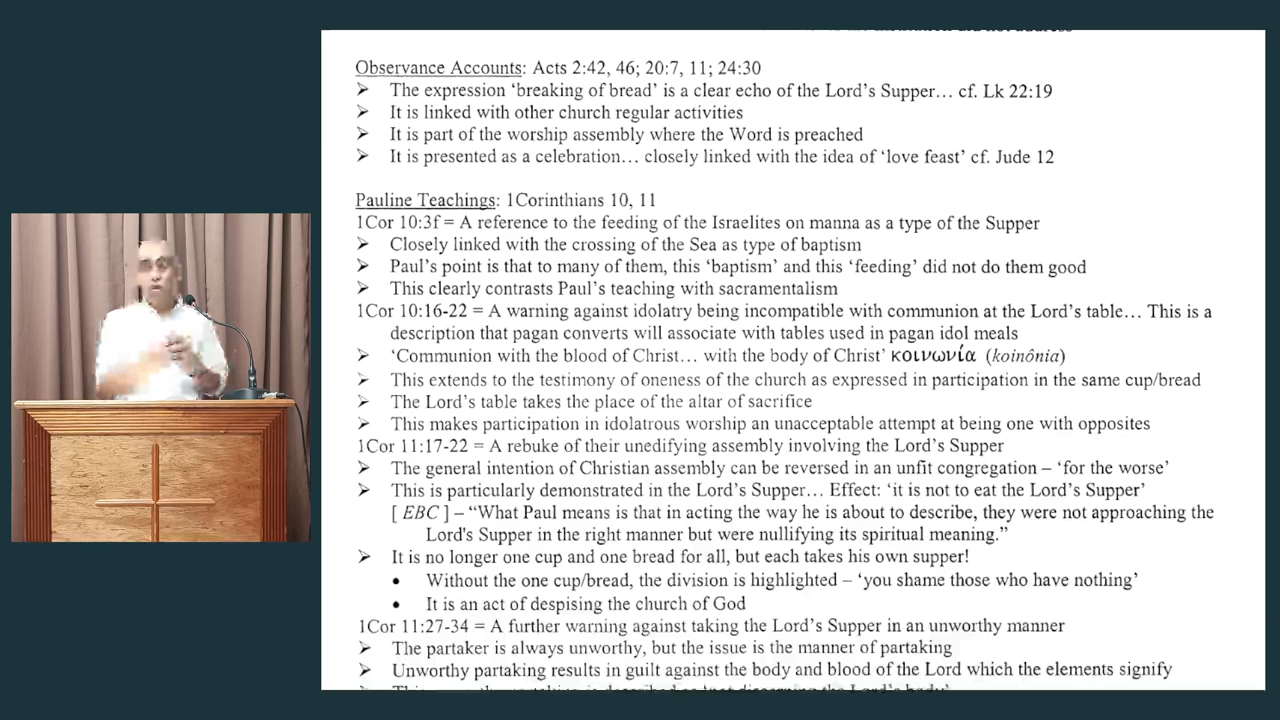 Observance Accounts: Acts 2:42, 46; 20:7, 11; 24:30
➢ The expression ‘breaking of bread’ is a clear echo of the Lord’s Supper… cf. Lk 22:19
➢ It is linked with other church regular activities
➢ It is part of the worship assembly where the Word is preached
➢ It is presented as a celebration… closely linked with the idea of ‘love feast’ cf. Jude 12
Pauline Teachings: 1Corinthians 10, 11
1Cor 10:3f = A reference to the feeding of the Israelites on manna as a type of the Supper
➢ Closely linked with the crossing of the Sea as type of baptism
➢ Paul’s point is that to many of them, this ‘baptism’ and this ‘feeding’ did not do them good
➢ This clearly contrasts Paul’s teaching with sacramentalism
1Cor 10:16-22 = A warning against idolatry being incompatible with communion at the Lord’s table… This is a
description that pagan converts will associate with tables used in pagan idol meals
➢ ‘Communion with the blood of Christ… with the body of Christ’ κοινωνία (koinônia)
➢ This extends to the testimony of oneness of the church as expressed in participation in the same cup/bread
➢ The Lord’s table takes the place of the altar of sacrifice
➢ This makes participation in idolatrous worship an unacceptable attempt at being one with opposites
1Cor 11:17-22 = A rebuke of their unedifying assembly involving the Lord’s Supper
➢ The general intention of Christian assembly can be reversed in an unfit congregation – ‘for the worse’
➢ This is particularly demonstrated in the Lord’s Supper… Effect: ‘it is not to eat the Lord’s Supper’
[ EBC ] – “What Paul means is that in acting the way he is about to describe, they were not approaching the
Lord's Supper in the right manner but were nullifying its spiritual meaning.”
➢ It is no longer one cup and one bread for all, but each takes his own supper!
• Without the one cup/bread, the division is highlighted – ‘you shame those who have nothing’
• It is an act of despising the church of God
1Cor 11:27-34 = A further warning against taking the Lord’s Supper in an unworthy manner
➢ The partaker is always unworthy, but the issue is the manner of partaking
➢ Unworthy partaking results in guilt against the body and blood of the Lord which the elements signify